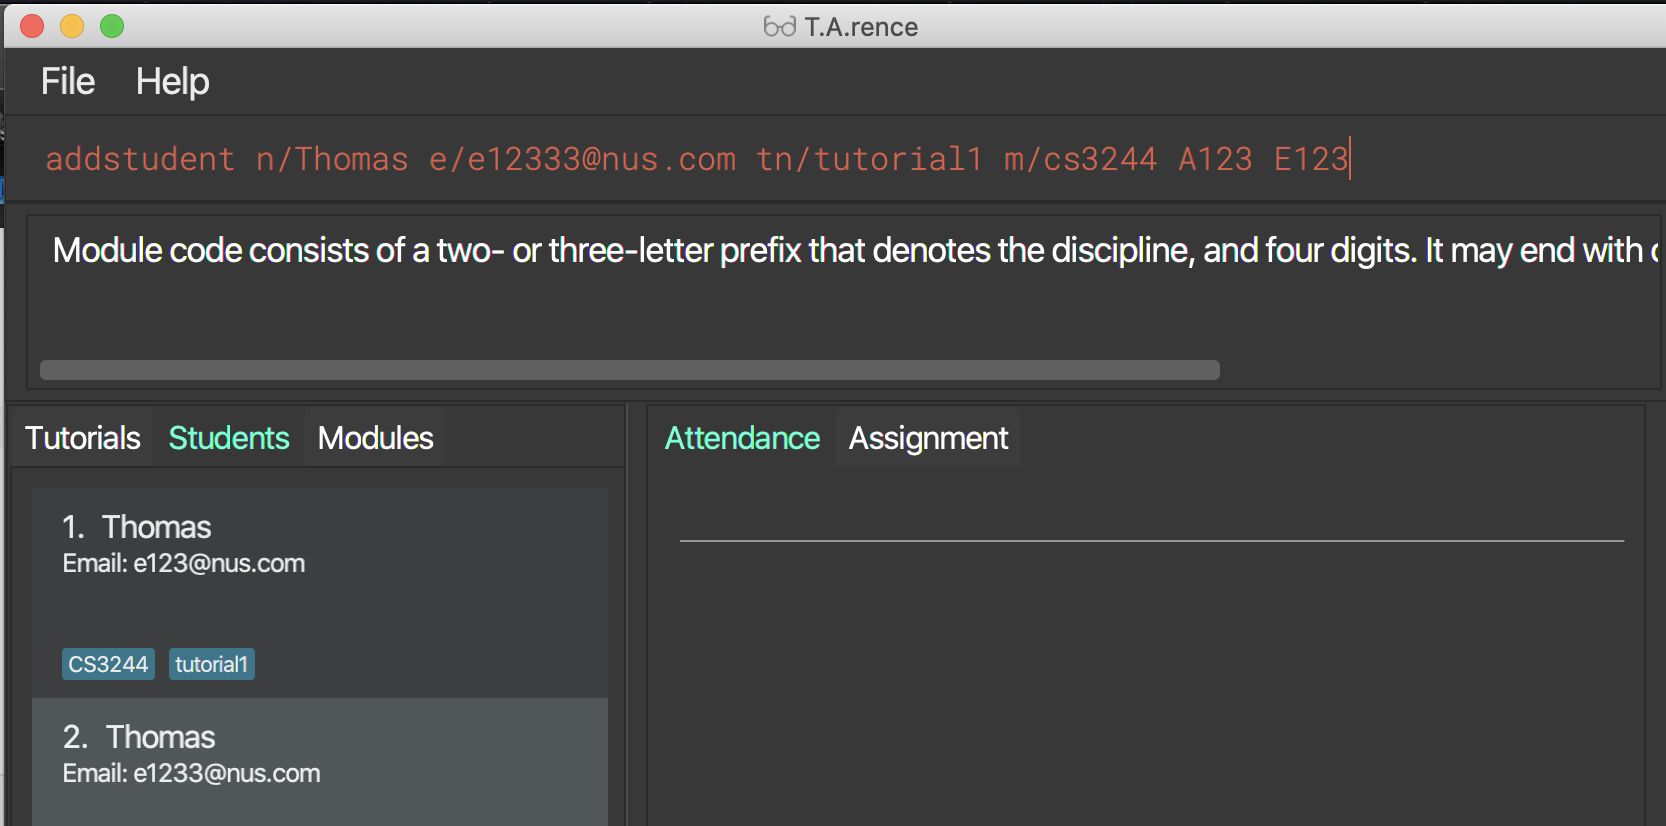 T.A.rence
File Help
addstudent n/Thomas e/e12333@nus.com tn/tutorial1 m/cs3244 A123 E123
Module code consists of a two- or three-letter prefix that denotes the discipline, and four digits. It may end with
Tutorials Students Modules
Attendance Assignment
1. Thomas
Email: e123@nus.com
CS3244 tutorial1
2. Thomas
Email: e1233@nus.com